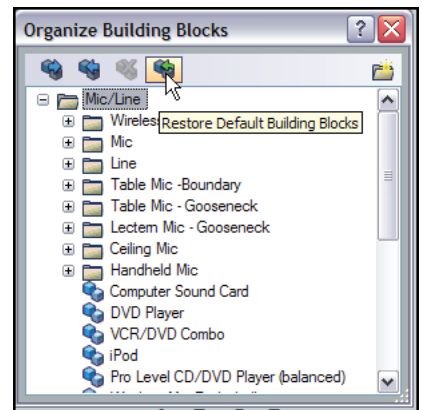 Organize Building Blocks
Mic/Line
Wireless Restore Default Building Blocks
Mic
Line
Table Mic -Boundary
Table Mic - Gooseneck
Lectern Mic - Gooseneck
Ceiling Mic
Handheld Mic
Computer Sound Card
DVD Player
VCR/DVD Combo
iPod
Pro Level CD/DVD Player (balanced)